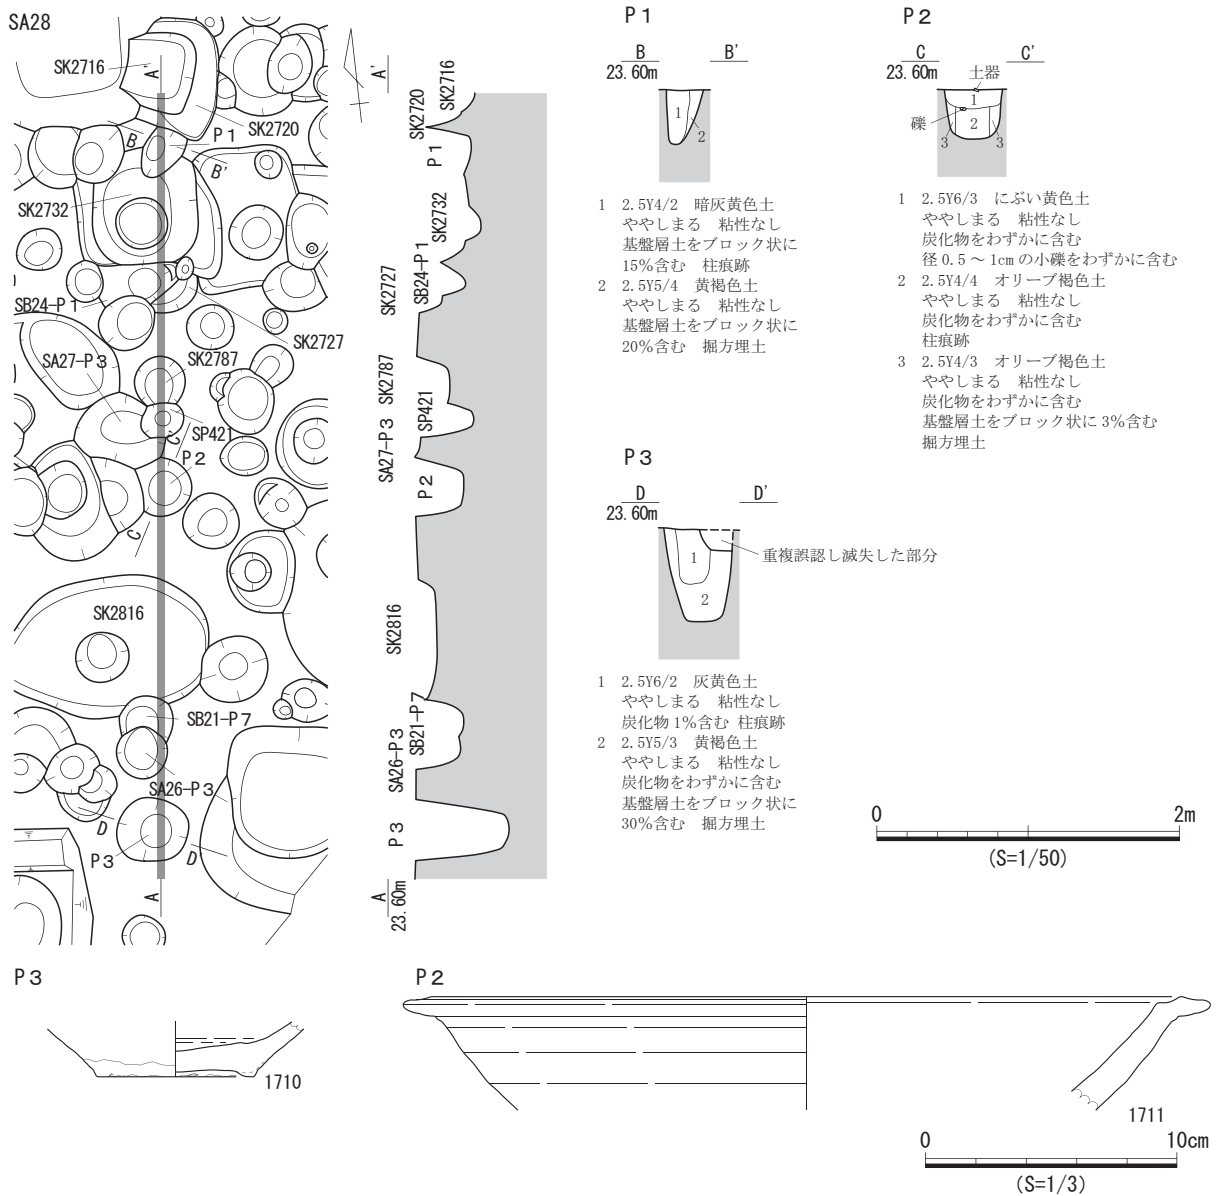 SA28
SK2716
A'
P1
SK2720
B
B'
SK2732
SB24-P1
SK2727
SA27-P3
SK2787
C'
SP421
P2
C
SK2816
SB21-P7
SA26-P3
D
P3
D'
A
A'
SK2716
SK2720
P1
SK2732
SB24-P1
SK2727
SK2787
SP421
SA27-P3
P2
SK2816
SB21-P7
SA26-P3
P3
A
23.60m
P1
B B'
23.60m
1
2
1 2.5Y4/2 暗灰黄色土
ややしまる 粘性なし
基盤層土をブロック状に
15%含む 柱痕跡
2 2.5Y5/4 黄褐色土
ややしまる 粘性なし
基盤層土をブロック状に
20%含む 掘方埋土
P2
C C'
23.60m
土器
1
礫
2
3 3
1 2.5Y6/3 にぶい黄色土
ややしまる 粘性なし
炭化物をわずかに含む
径 0.5 ~ 1cm の小礫をわずかに含む
2 2.5Y4/4 オリーブ褐色土
ややしまる 粘性なし
炭化物をわずかに含む
柱痕跡
3 2.5Y4/3 オリーブ褐色土
ややしまる 粘性なし
炭化物をわずかに含む
基盤層土をブロック状に 3%含む
掘方埋土
P3
D D'
23.60m
1
2
重複誤認し滅失した部分
1 2.5Y6/2 灰黄色土
ややしまる 粘性なし
炭化物 1%含む 柱痕跡
2 2.5Y5/3 黄褐色土
ややしまる 粘性なし
炭化物をわずかに含む
基盤層土をブロック状に
30%含む 掘方埋土
0 2m
(S=1/50)
P3
1710
P2
1711
0 10cm
(S=1/3)